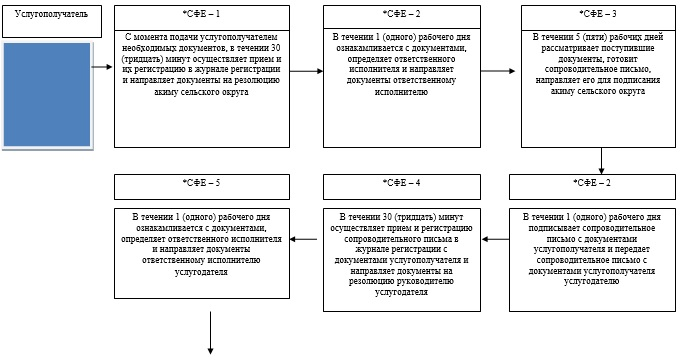 Услугополучатель
*СФЕ – 1
С момента подачи услугополучателем
необходимых документов, в течении 30
(тридцать) минут осуществляет прием и
их регистрацию в журнале регистрации
и направляет документы на резолюцию
акиму сельского округа
*СФЕ – 2
В течении 1 (одного) рабочего дня
ознакамливается с документами,
определяет ответственного
исполнителя и направляет
документы ответственному
исполнителю
*СФЕ – 3
В течении 5 (пяти) рабочих дней
рассматривает поступившие
документы, готовит
сопроводительное письмо,
направляет его для подписания
акиму сельского округа
*СФЕ – 2
В течении 1 (одного) рабочего дня
подписывает сопроводительное
письмо с документами
услугополучателя и передает
сопроводительное письмо с
документами услугополучателя
услугодателю
*СФЕ – 4
В течении 30 (тридцать) минут
осуществляет прием и регистрацию
сопроводительного письма в
журнале регистрации с
документами услугополучателя и
направляет документы на
резолюцию руководителю
услугодателя
*СФЕ – 5
В течении 1 (одного) рабочего дня
ознакамливается с документами,
определяет ответственного исполнителя
и направляет документы
ответственному исполнителю
услугодателя